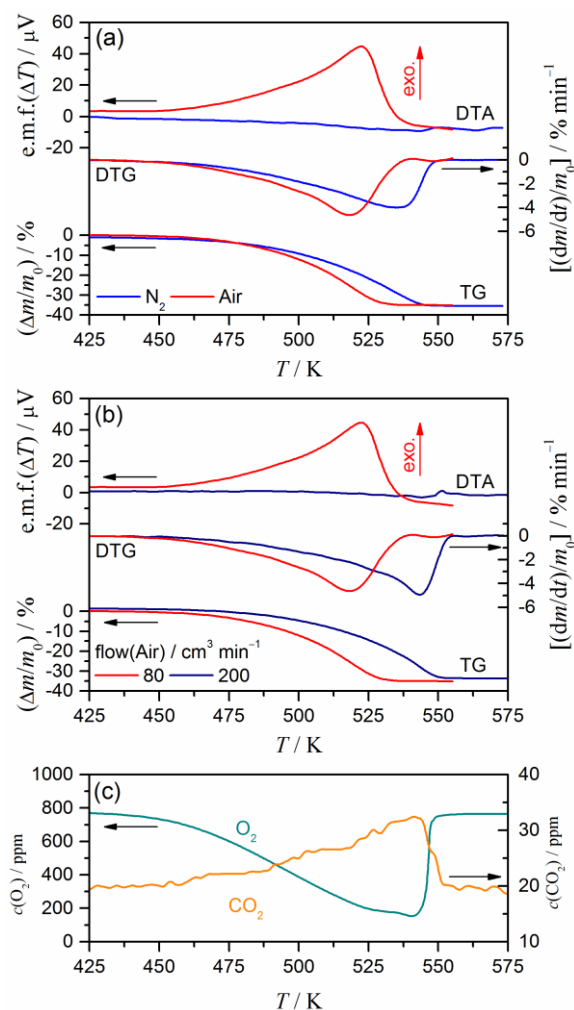 (a)
60
40
20
0
-20
e.m.f.(ΔT) / μV
exo.
DTA
DTG
0
-2
-4
-6
[(dm/dt)/m₀] / % min⁻¹
0
-5
-10
-15
-20
-25
-30
-35
-40
(Δm/m₀) / %
N₂ Air
TG
425 450 475 500 525 550 575
T / K
(b)
60
40
20
0
-20
e.m.f.(ΔT) / μV
exo.
DTA
DTG
0
-2
-4
-6
[(dm/dt)/m₀] / % min⁻¹
0
-5
-10
-15
-20
-25
-30
-35
-40
(Δm/m₀) / %
flow(Air) / cm³ min⁻¹
80 200
TG
425 450 475 500 525 550 575
T / K
(c)
1000
800
600
400
200
0
c(O₂) / ppm
O₂
CO₂
40
30
20
10
c(CO₂) / ppm
425 450 475 500 525 550 575
T / K